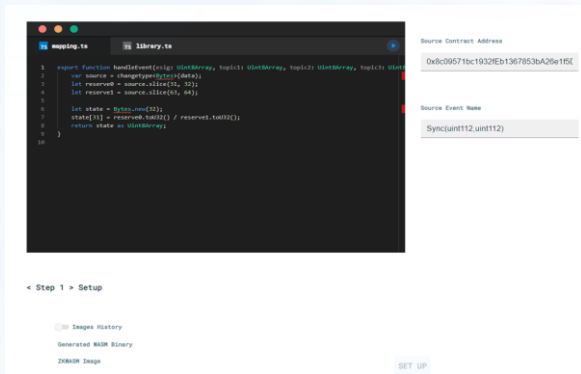 TS mapping.ts
TS library.ts
Source Contract Address
0x8c09571bc1932fEb1367853bA26e1f5D
Source Event Name
Sync(uint112,uint112)
1 export function handleEvent(esig: Uint8Array, topic1: Uint8Array, topic2: Uint8Array, topic3: Uint8
2 var source = changetype<Bytes>(data);
3 let reserve0 = source.slice(31, 32);
4 let reserve1 = source.slice(63, 64);
5
6 let state = Bytes.new(32);
7 state[31] = reserve0.toU32() / reserve1.toU32();
8 return state as Uint8Array;
9 }
10
< Step 1 > Setup
Images History
Generated WASM Binary
ZKWASM Image
SET UP